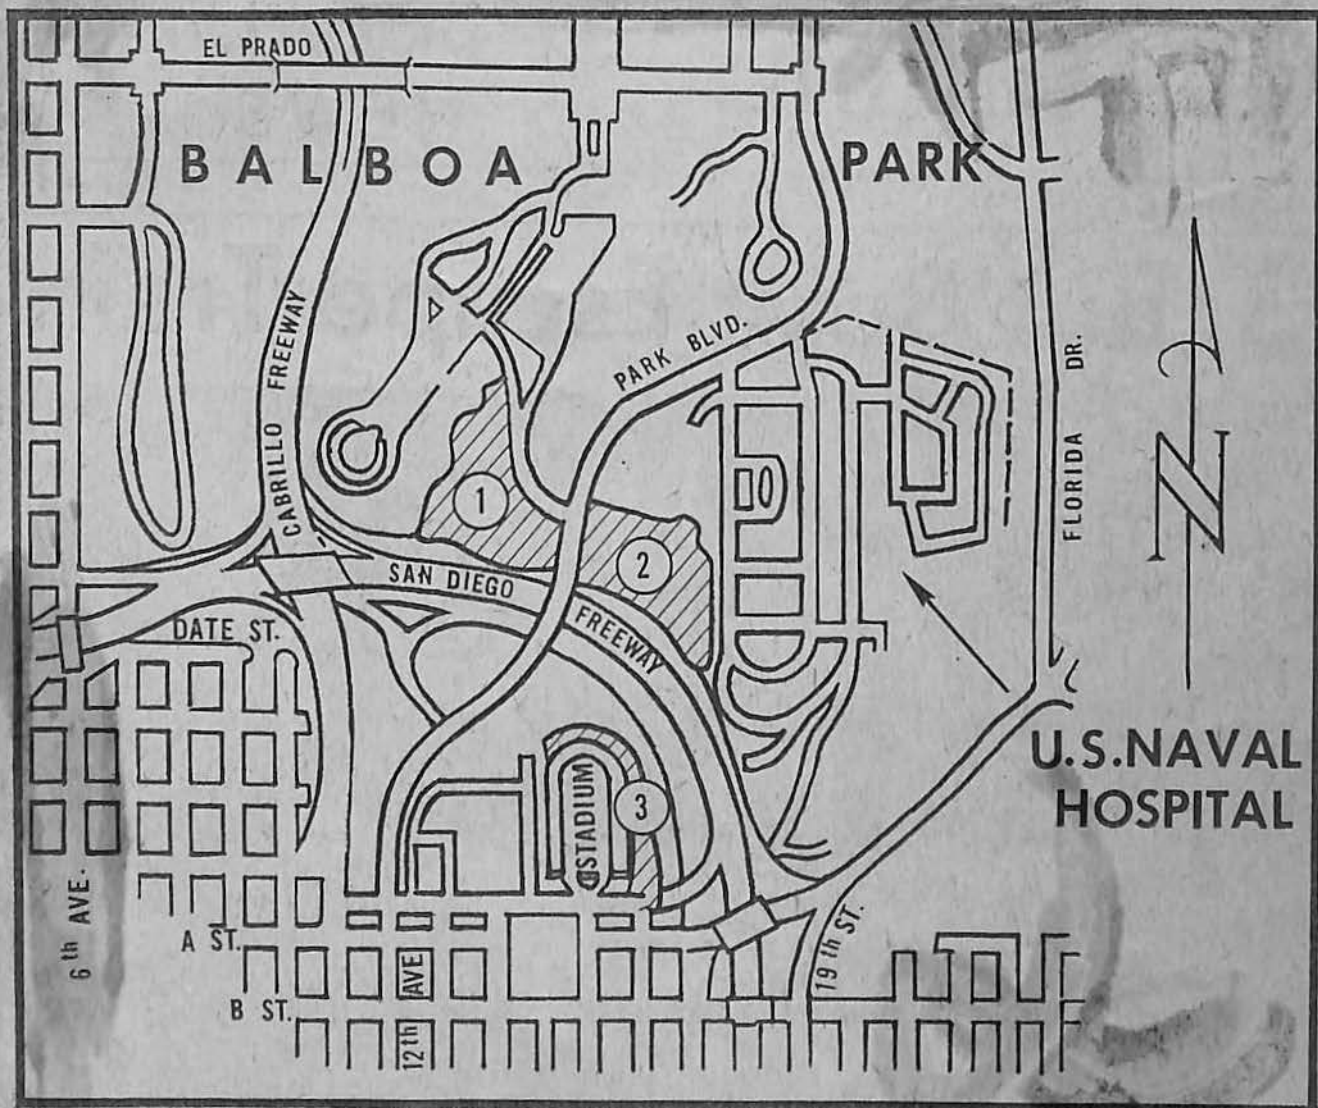 EL PRADO
BALBOA PARK
CABRILLO FREEWAY
PARK BLVD.
FLORIDA DR.
1
2
SAN DIEGO FREEWAY
N
DATE ST.
U.S. NAVAL
HOSPITAL
STADIUM
3
6th AVE.
A ST.
12th AVE
19th ST.
B ST.